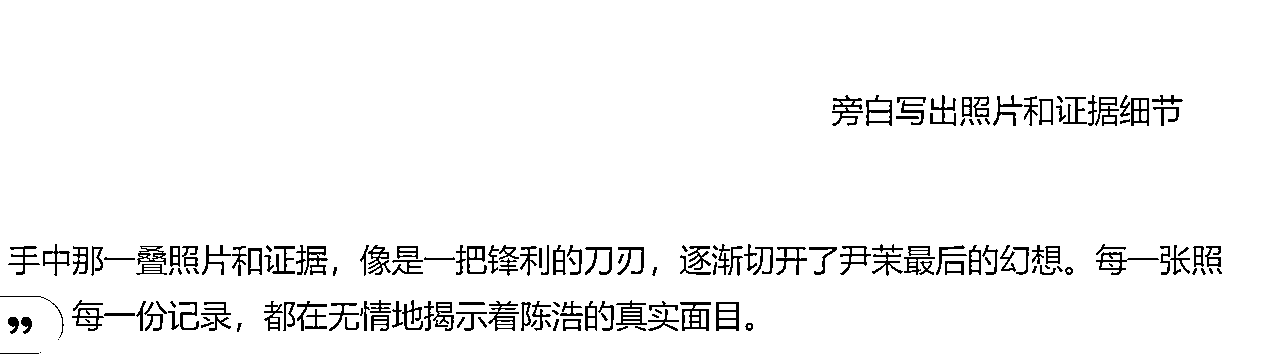 旁白写出照片和证据细节
手中那一叠照片和证据，像是一把锋利的刀刃，逐渐切开了尹茉最后的幻想。每一张照
每一份记录，都在无情地揭示着陈浩的真实面目。